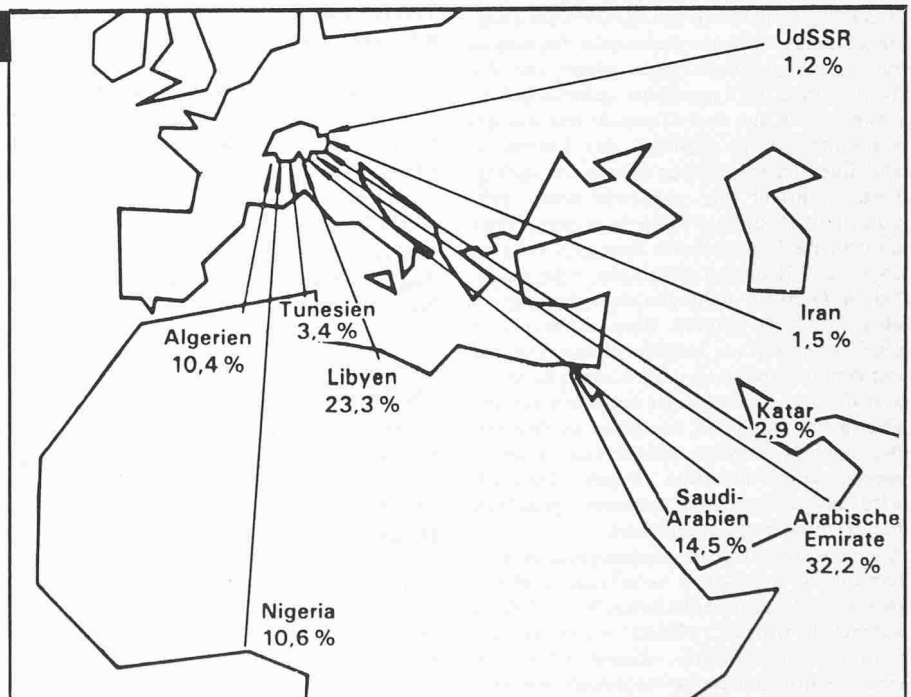 UdSSR
1,2 %
Iran
1,5 %
Tunesien
3,4 %
Algerien
10,4 %
Libyen
23,3 %
Katar
2,9 %
Saudi-
Arabien
14,5 %
Arabische
Emirate
32,2 %
Nigeria
10,6 %